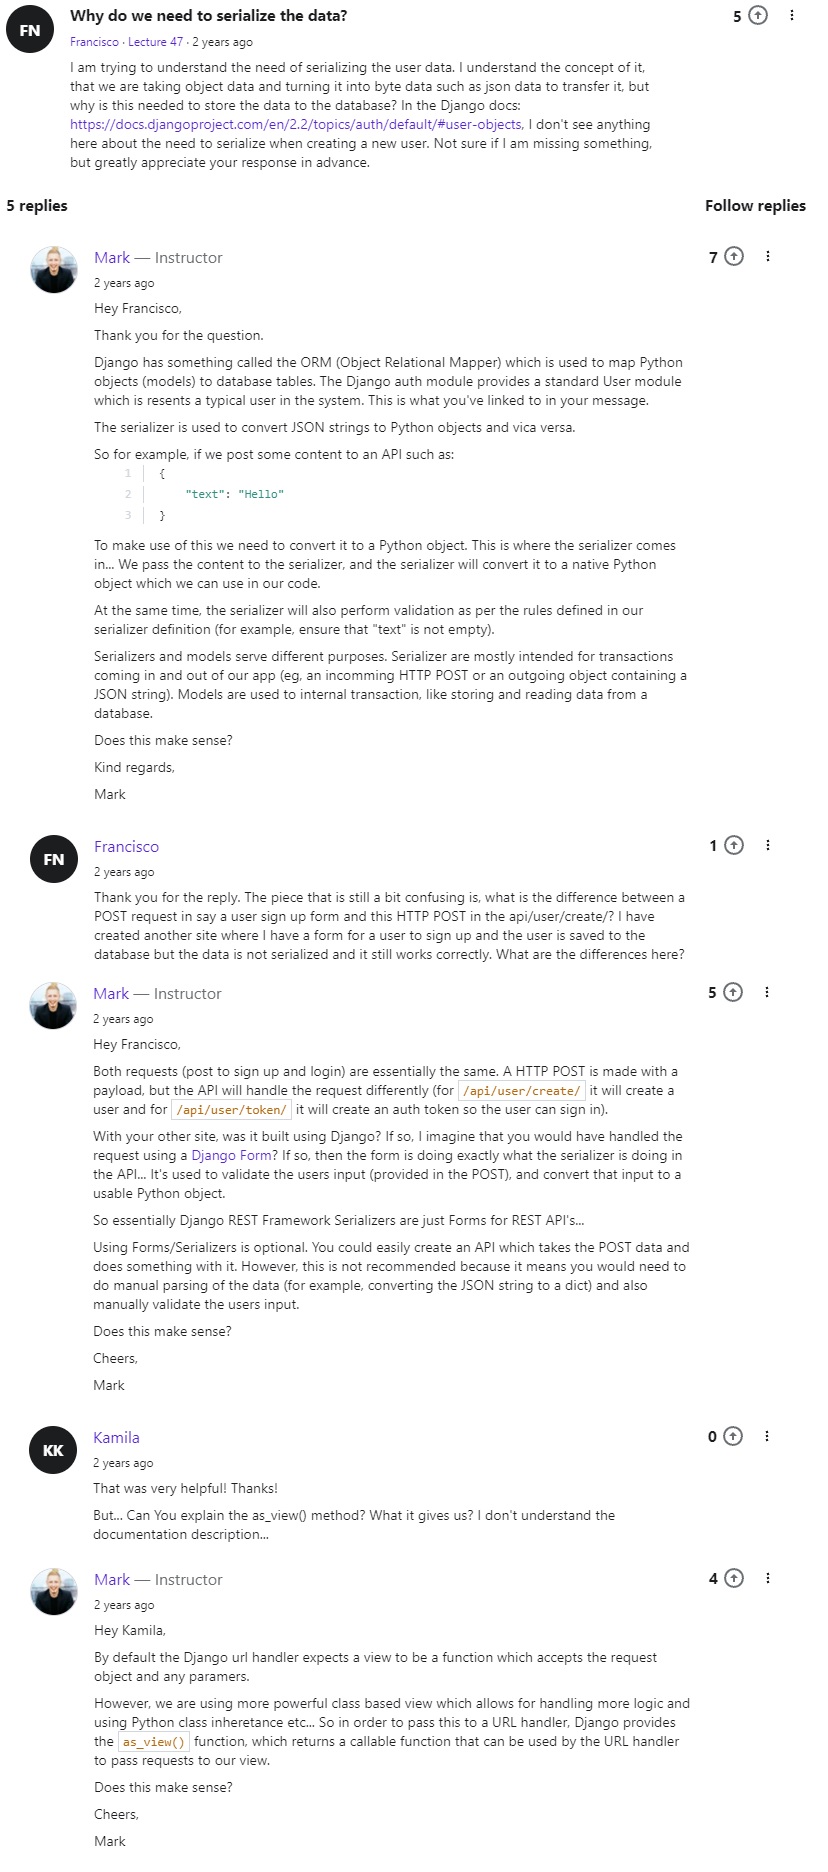 FN
Why do we need to serialize the data?
5
Francisco · Lecture 47 · 2 years ago
I am trying to understand the need of serializing the user data. I understand the concept of it,
that we are taking object data and turning it into byte data such as json data to transfer it, but
why is this needed to store the data to the database? In the Django docs:
https://docs.djangoproject.com/en/2.2/topics/auth/default/#user-objects, I don't see anything
here about the need to serialize when creating a new user. Not sure if I am missing something,
but greatly appreciate your response in advance.
5 replies
Follow replies
Mark — Instructor
7
2 years ago
Hey Francisco,
Thank you for the question.
Django has something called the ORM (Object Relational Mapper) which is used to map Python
objects (models) to database tables. The Django auth module provides a standard User module
which is resents a typical user in the system. This is what you've linked to in your message.
The serializer is used to convert JSON strings to Python objects and vica versa.
So for example, if we post some content to an API such as:
1 {
2 "text": "Hello"
3 }
To make use of this we need to convert it to a Python object. This is where the serializer comes
in... We pass the content to the serializer, and the serializer will convert it to a native Python
object which we can use in our code.
At the same time, the serializer will also perform validation as per the rules defined in our
serializer definition (for example, ensure that "text" is not empty).
Serializers and models serve different purposes. Serializer are mostly intended for transactions
coming in and out of our app (eg, an incomming HTTP POST or an outgoing object containing a
JSON string). Models are used to internal transaction, like storing and reading data from a
database.
Does this make sense?
Kind regards,
Mark
FN
Francisco
1
2 years ago
Thank you for the reply. The piece that is still a bit confusing is, what is the difference between a
POST request in say a user sign up form and this HTTP POST in the api/user/create/? I have
created another site where I have a form for a user to sign up and the user is saved to the
database but the data is not serialized and it still works correctly. What are the differences here?
Mark — Instructor
5
2 years ago
Hey Francisco,
Both requests (post to sign up and login) are essentially the same. A HTTP POST is made with a
payload, but the API will handle the request differently (for /api/user/create/ it will create a
user and for /api/user/token/ it will create an auth token so the user can sign in).
With your other site, was it built using Django? If so, I imagine that you would have handled the
request using a Django Form? If so, then the form is doing exactly what the serializer is doing in
the API... It's used to validate the users input (provided in the POST), and convert that input to a
usable Python object.
So essentially Django REST Framework Serializers are just Forms for REST API's...
Using Forms/Serializers is optional. You could easily create an API which takes the POST data and
does something with it. However, this is not recommended because it means you would need to
do manual parsing of the data (for example, converting the JSON string to a dict) and also
manually validate the users input.
Does this make sense?
Cheers,
Mark
KK
Kamila
0
2 years ago
That was very helpful! Thanks!
But... Can You explain the as_view() method? What it gives us? I don't understand the
documentation description...
Mark — Instructor
4
2 years ago
Hey Kamila,
By default the Django url handler expects a view to be a function which accepts the request
object and any paramers.
However, we are using more powerful class based view which allows for handling more logic and
using Python class inheretance etc... So in order to pass this to a URL handler, Django provides
the as_view() function, which returns a callable function that can be used by the URL handler
to pass requests to our view.
Does this make sense?
Cheers,
Mark